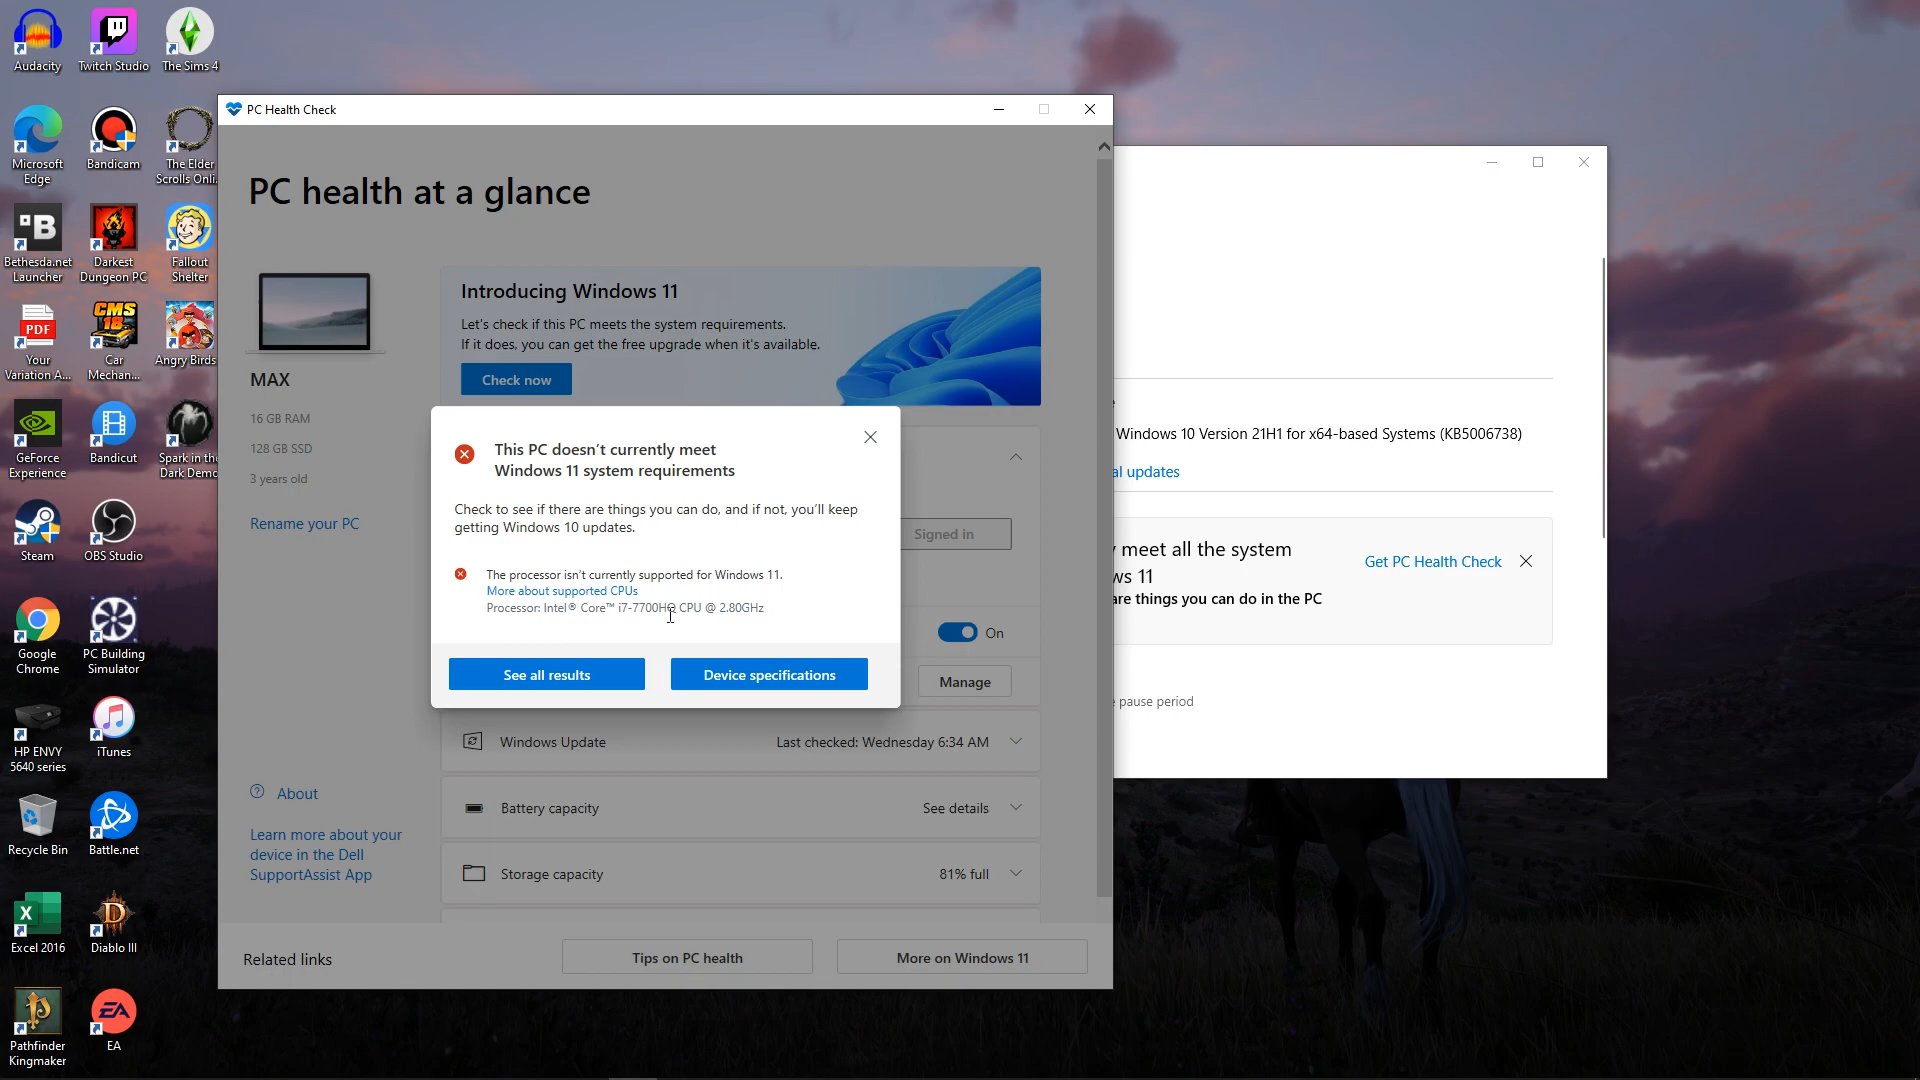 Audacity
Twitch Studio
The Sims 4
Microsoft
Edge
Bandicam
The Elder
Scrolls Onli...
Bethesda.net
Launcher
Darkest
Dungeon PC
Fallout
Shelter
PDF
Your
Variation A...
CMS
18
Car
Mechan...
Angry Birds
GeForce
Experience
Bandicut
Spark in the
Dark Demo
Steam
OBS Studio
Google
Chrome
PC Building
Simulator
HP ENVY
5640 series
iTunes
Recycle Bin
Battle.net
Excel 2016
Diablo III
Pathfinder
Kingmaker
EA
EA
PC Health Check
PC health at a glance
MAX
16 GB RAM
128 GB SSD
3 years old
Rename your PC
About
Learn more about your
device in the Dell
SupportAssist App
Introducing Windows 11
Let's check if this PC meets the system requirements.
If it does, you can get the free upgrade when it's available.
Check now
This PC doesn't currently meet
Windows 11 system requirements
Check to see if there are things you can do, and if not, you'll keep
getting Windows 10 updates.
The processor isn't currently supported for Windows 11.
More about supported CPUs
Processor: Intel® Core™ i7-7700HQ CPU @ 2.80GHz
See all results
Device specifications
Signed in
On
Manage
Windows Update
Last checked: Wednesday 6:34 AM
Battery capacity
See details
Storage capacity
81% full
Related links
Tips on PC health
More on Windows 11
Windows 10 Version 21H1 for x64-based Systems (KB5006738)
al updates
meet all the system
ws 11
are things you can do in the PC
Get PC Health Check
pause period